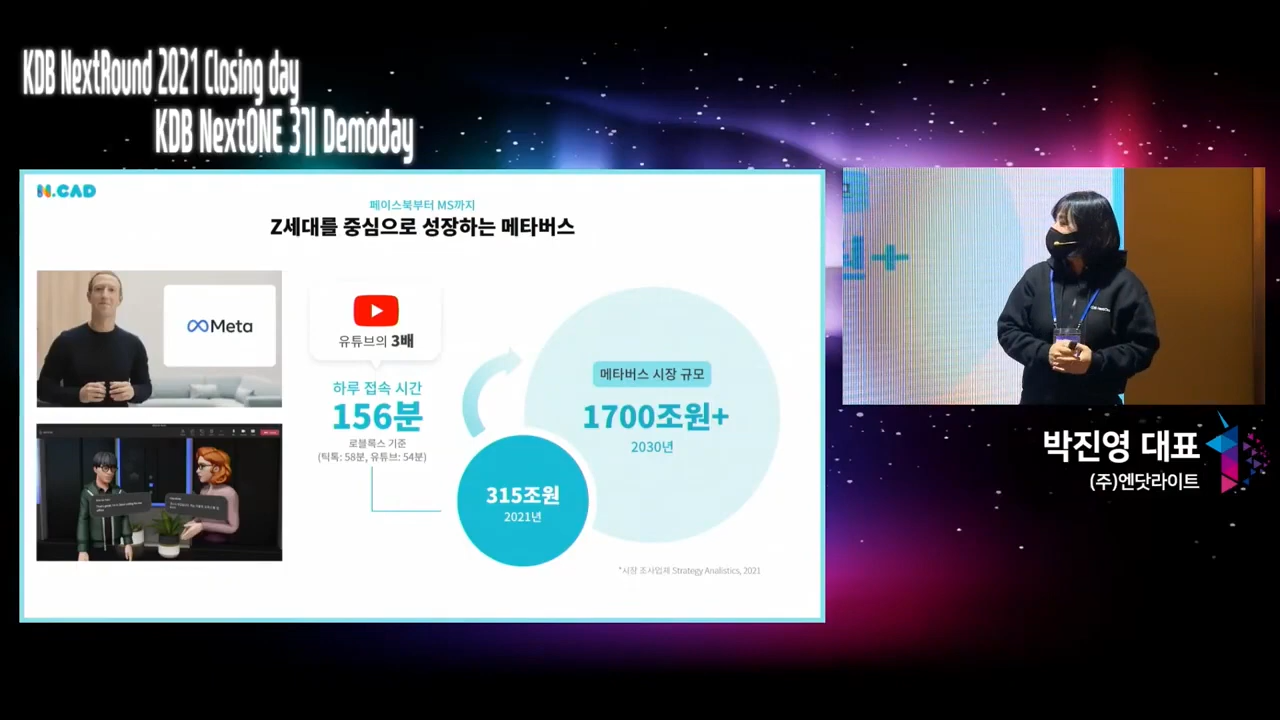 KDB NextRound 2021 Closing day
KDB NextONE 3기 Demoday
N.CAD
페이스북부터 MS까지
Z세대를 중심으로 성장하는 메타버스
Meta
유튜브의 3배
하루 접속 시간
156분
로블록스 기준
(틱톡: 58분, 유튜브: 54분)
메타버스 시장 규모
1700조원+
2030년
315조원
2021년
*시장 조사업체 Strategy Analistics, 2021
원+
박진영 대표
(주)엔닷라이트